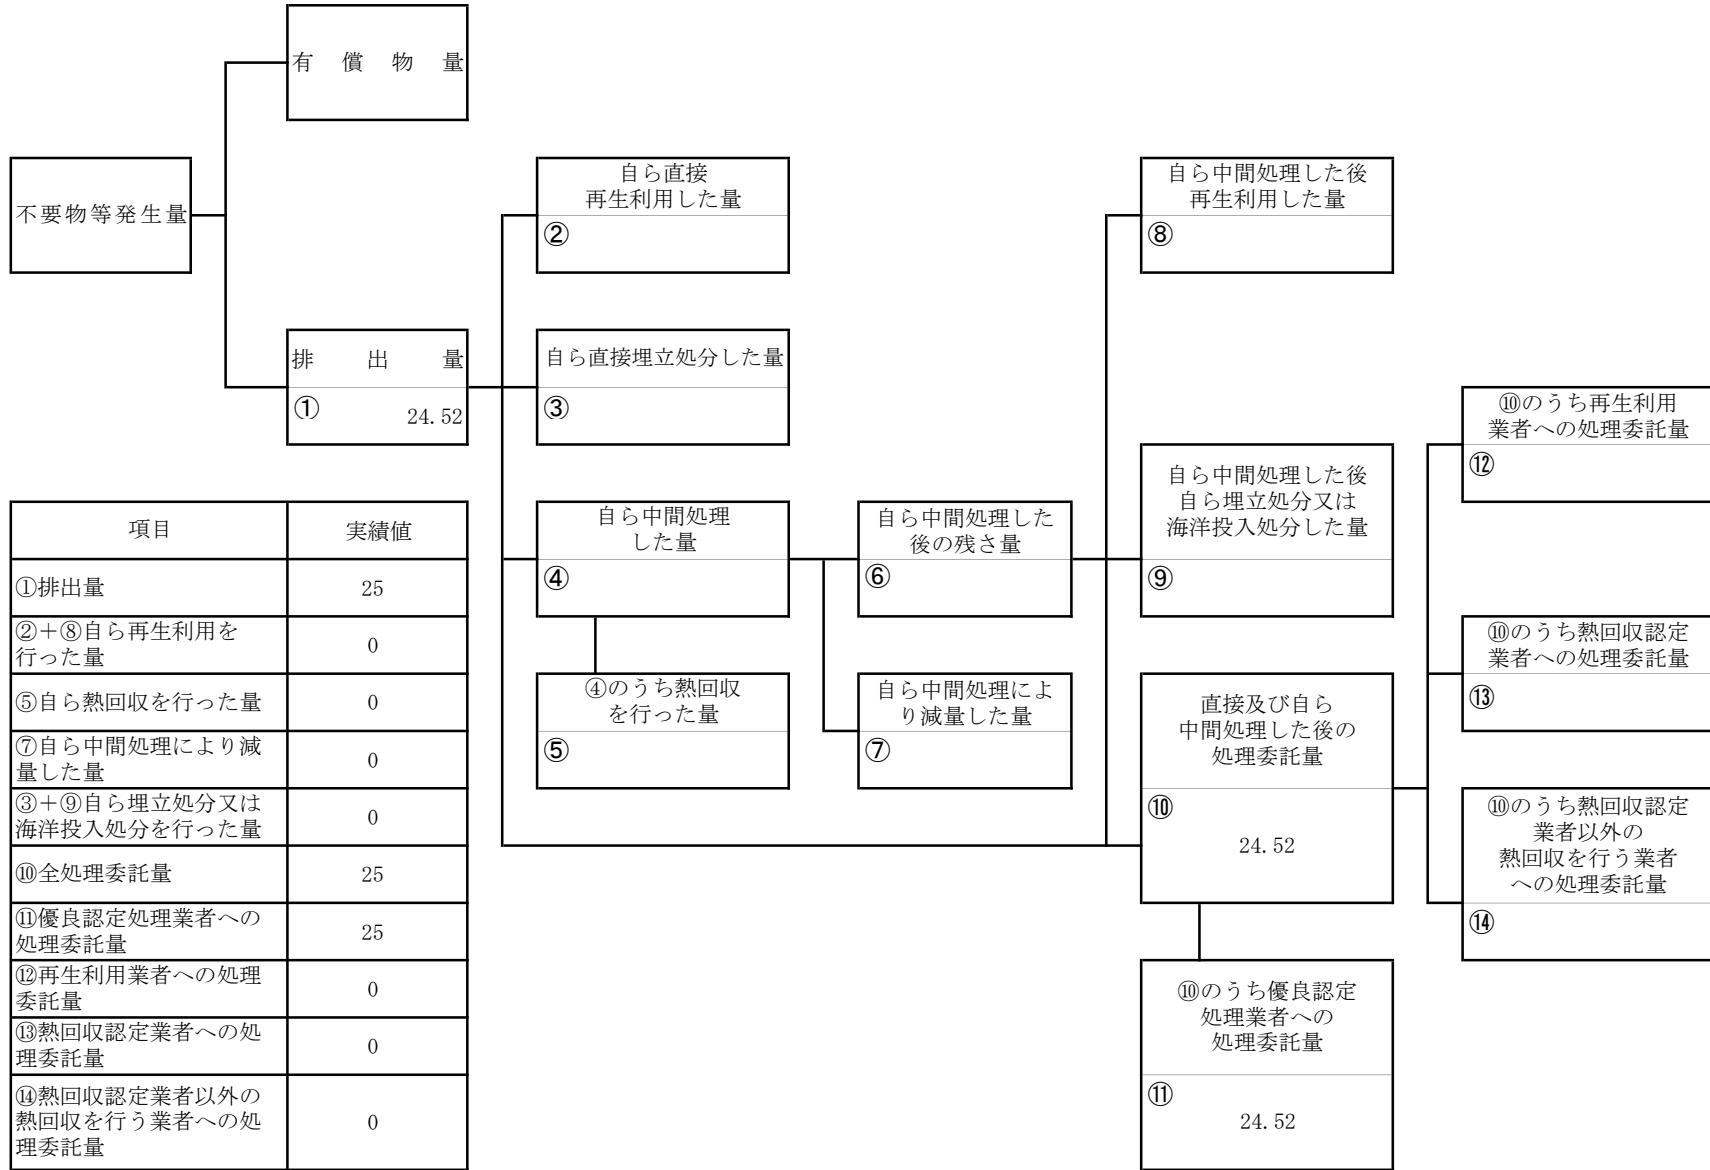 有償物量
不要物等発生量
排出量
① 24.52
自ら直接
再生利用した量
②
自ら直接埋立処分した量
③
自ら中間処理
した量
④
④のうち熱回収
を行った量
⑤
自ら中間処理した
後の残さ量
⑥
自ら中間処理によ
り減量した量
⑦
自ら中間処理した後
再生利用した量
⑧
自ら中間処理した後
自ら埋立処分又は
海洋投入処分した量
⑨
直接及び自ら
中間処理した後の
処理委託量
⑩
24.52
⑩のうち優良認定
処理業者への
処理委託量
⑪
24.52
⑩のうち再生利用
業者への処理委託量
⑫
⑩のうち熱回収認定
業者への処理委託量
⑬
⑩のうち熱回収認定
業者以外の
熱回収を行う業者
への処理委託量
⑭
項目 実績値
①排出量 25
②+⑧自ら再生利用を
行った量 0
⑤自ら熱回収を行った量 0
⑦自ら中間処理により減
量した量 0
③+⑨自ら埋立処分又は
海洋投入処分を行った量 0
⑩全処理委託量 25
⑪優良認定処理業者への
処理委託量 25
⑫再生利用業者への処理
委託量 0
⑬熱回収認定業者への処
理委託量 0
⑭熱回収認定業者以外の
熱回収を行う業者への処
理委託量 0